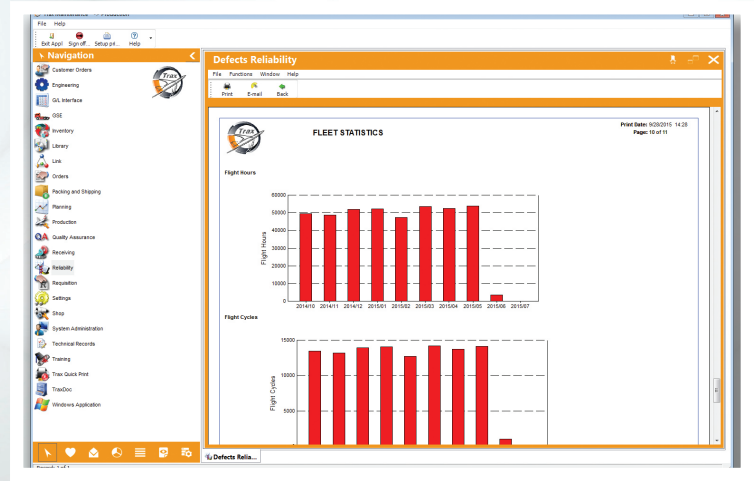 File Help
Exit Appl Sign off... Setup pri... Help
Navigation
Customer Orders
Engineering
G/L Interface
GSE
Inventory
Library
Link
Orders
Packing and Shipping
Planning
Production
QA Quality Assurance
Receiving
Reliability
Requisition
Settings
Shop
System Administration
Technical Records
Training
Trax Quick Print
TraxDoc
Windows Application
Trax
Defects Reliability
File Functions Window Help
Print E-mail Back
Trax
FLEET STATISTICS
Print Date: 9/28/2015 14:28
Page: 10 of 11
Flight Hours
60000
50000
40000
30000
20000
10000
0
Flight Hours
2014/10 2014/11 2014/12 2015/01 2015/02 2015/03 2015/04 2015/05 2015/06 2015/07
Flight Cycles
15000
10000
5000
Flight Cycles
Defects Relia...